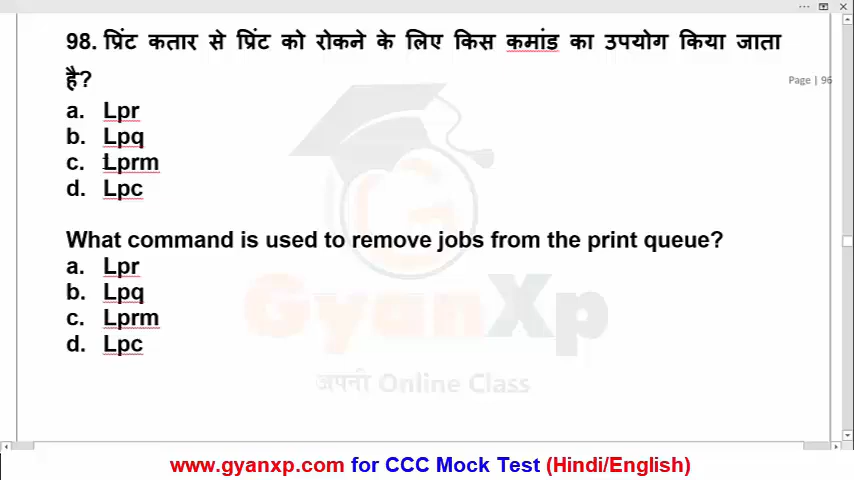 98. प्रिंट कतार से प्रिंट को रोकने के लिए किस कमांड का उपयोग किया जाता
है?
Page | 96
a. Lpr
b. Lpq
c. Lprm
d. Lpc
What command is used to remove jobs from the print queue?
a. Lpr
b. Lpq
c. Lprm
d. Lpc
GyanXp
अपनी Online Class
www.gyanxp.com for CCC Mock Test (Hindi/English)